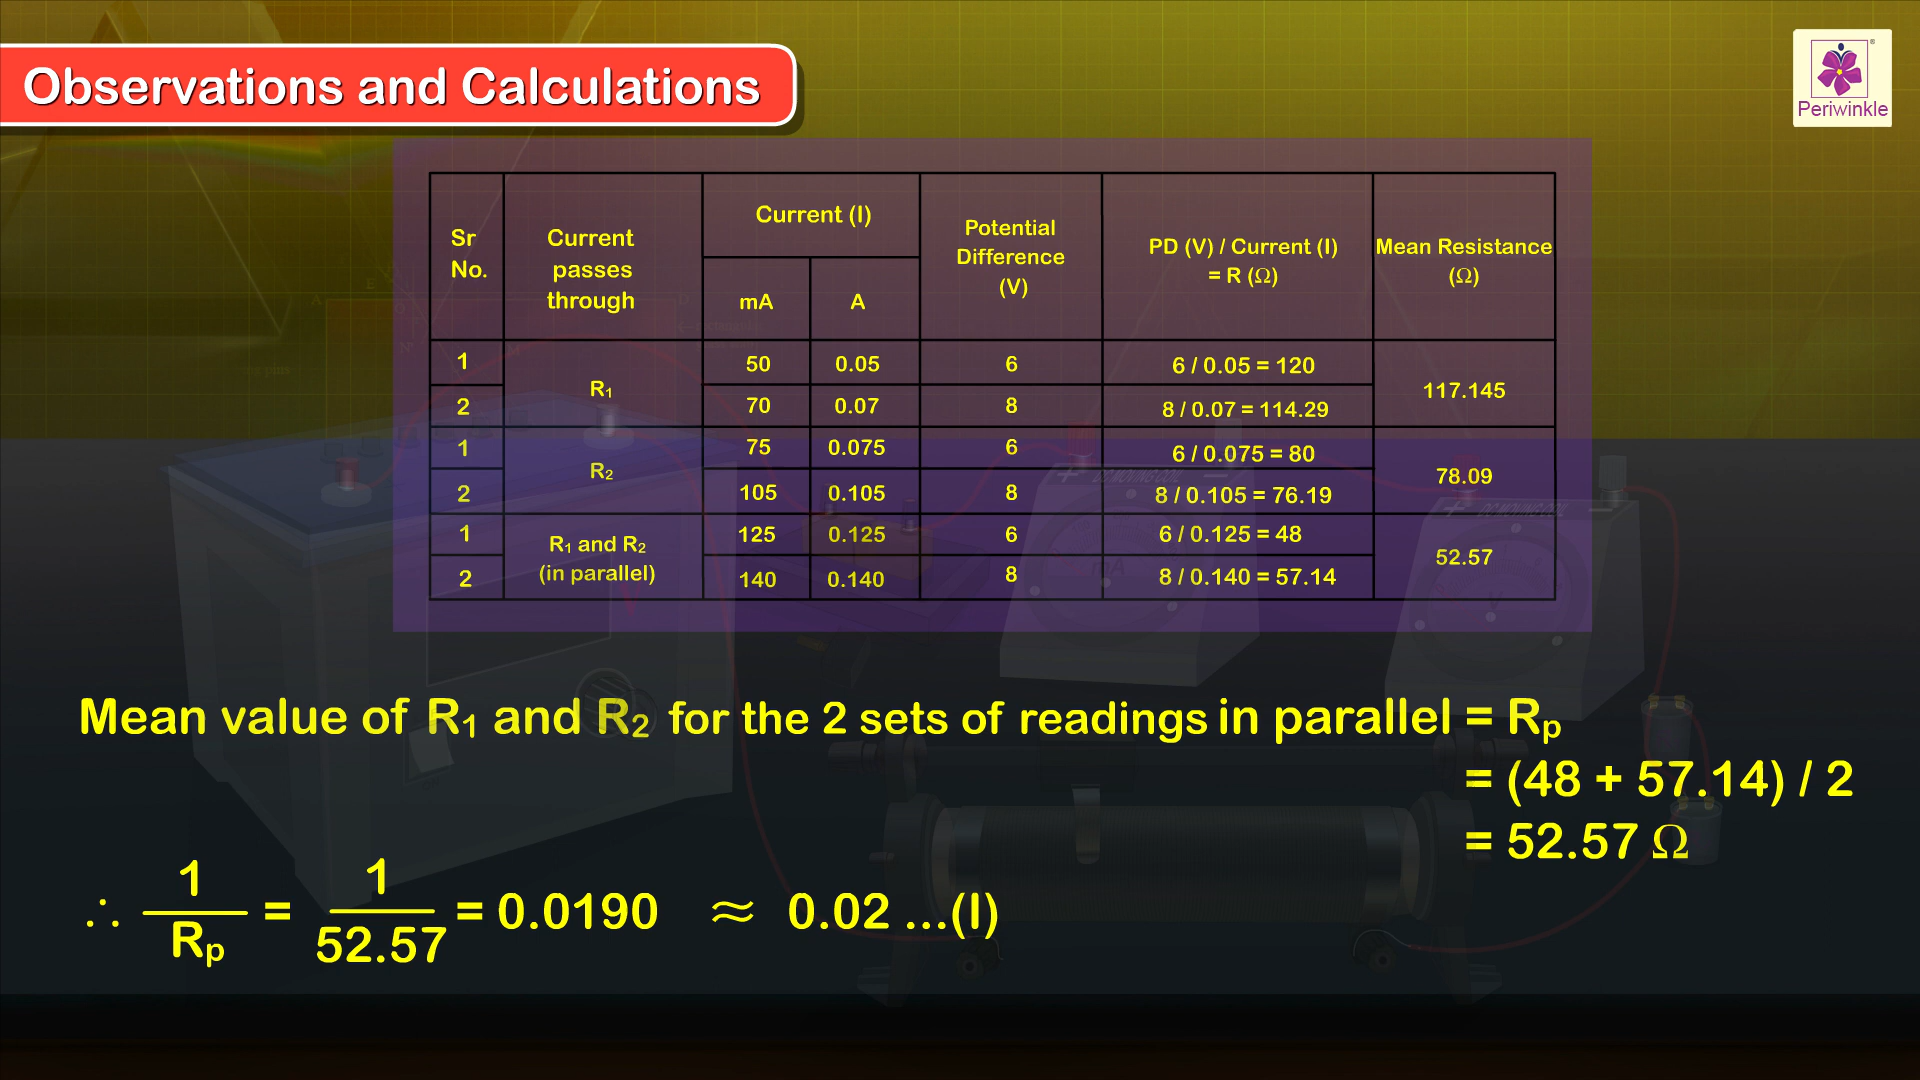 Observations and Calculations
Periwinkle
Sr No. | Current passes through | Current (I) | Potential Difference (V) | PD (V) / Current (I) = R (Ω) | Mean Resistance (Ω)
mA | A
1 | R₁ | 50 | 0.05 | 6 | 6 / 0.05 = 120 | 117.145
2 | 70 | 0.07 | 8 | 8 / 0.07 = 114.29
1 | R₂ | 75 | 0.075 | 6 | 6 / 0.075 = 80 | 78.09
2 | 105 | 0.105 | 8 | 8 / 0.105 = 76.19
1 | R₁ and R₂ (in parallel) | 125 | 0.125 | 6 | 6 / 0.125 = 48 | 52.57
2 | 140 | 0.140 | 8 | 8 / 0.140 = 57.14
Mean value of R₁ and R₂ for the 2 sets of readings in parallel = Rₚ
= (48 + 57.14) / 2
= 52.57 Ω
∴ 1/Rₚ = 1/52.57 = 0.0190 ≈ 0.02 ...(I)